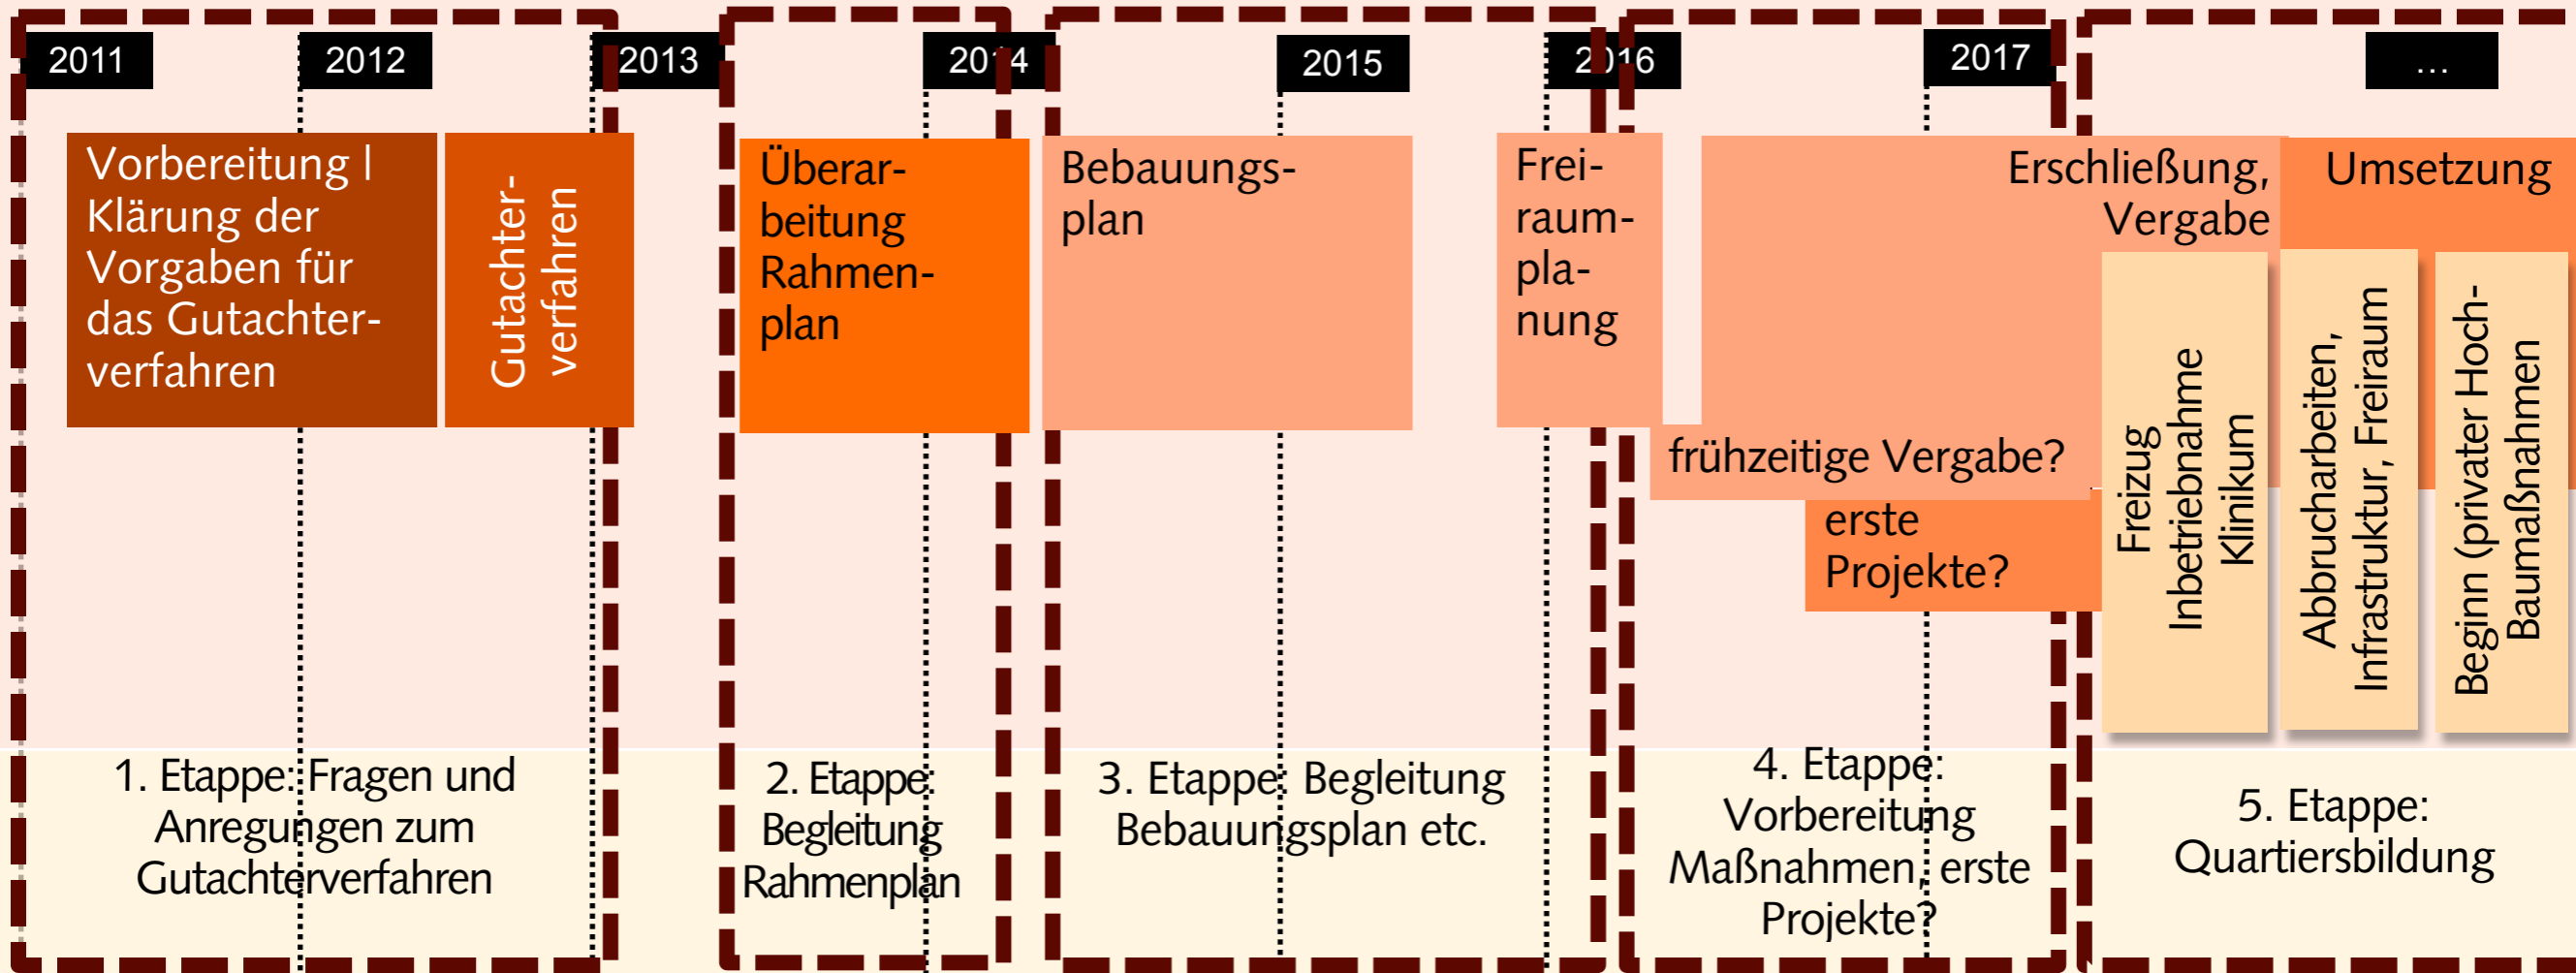 2011
2012
2013
2014
2015
2016
2017
...
Vorbereitung |
Klärung der
Vorgaben für
das Gutachter-
verfahren
Gutachter-
verfahren
Überar-
beitung
Rahmen-
plan
Bebauungs-
plan
Frei-
raum-
pla-
nung
Erschließung,
Vergabe
Umsetzung
frühzeitige Vergabe?
erste
Projekte?
Freizug
Inbetriebnahme
Klinikum
Abbrucharbeiten,
Infrastruktur, Freiraum
Beginn (privater Hoch-
Baumaßnahmen
1. Etappe: Fragen und
Anregungen zum
Gutachterverfahren
2. Etappe:
Begleitung
Rahmenplan
3. Etappe: Begleitung
Bebauungsplan etc.
4. Etappe:
Vorbereitung
Maßnahmen, erste
Projekte?
5. Etappe:
Quartiersbildung